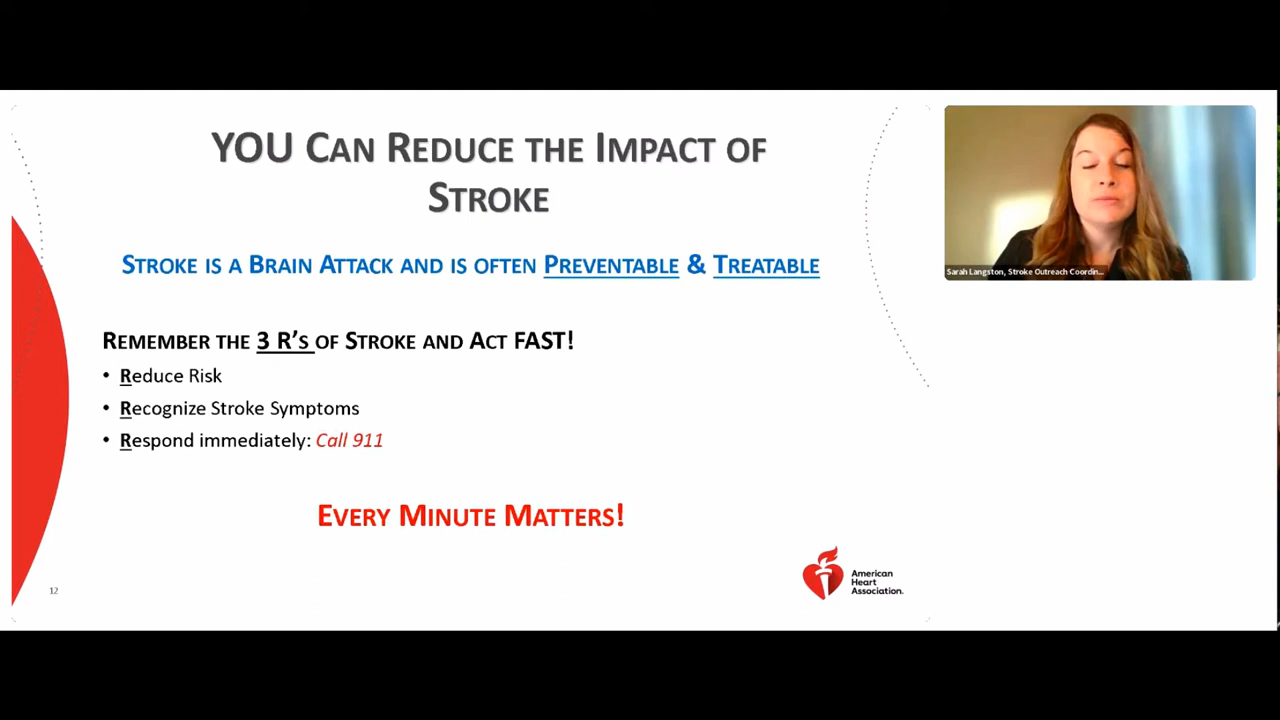 YOU CAN REDUCE THE IMPACT OF
STROKE
STROKE IS A BRAIN ATTACK AND IS OFTEN PREVENTABLE & TREATABLE
REMEMBER THE 3 R'S OF STROKE AND ACT FAST!
• Reduce Risk
• Recognize Stroke Symptoms
• Respond immediately: Call 911
EVERY MINUTE MATTERS!
12
American
Heart
Association.
Sarah Langston, Stroke Outreach Coordin...